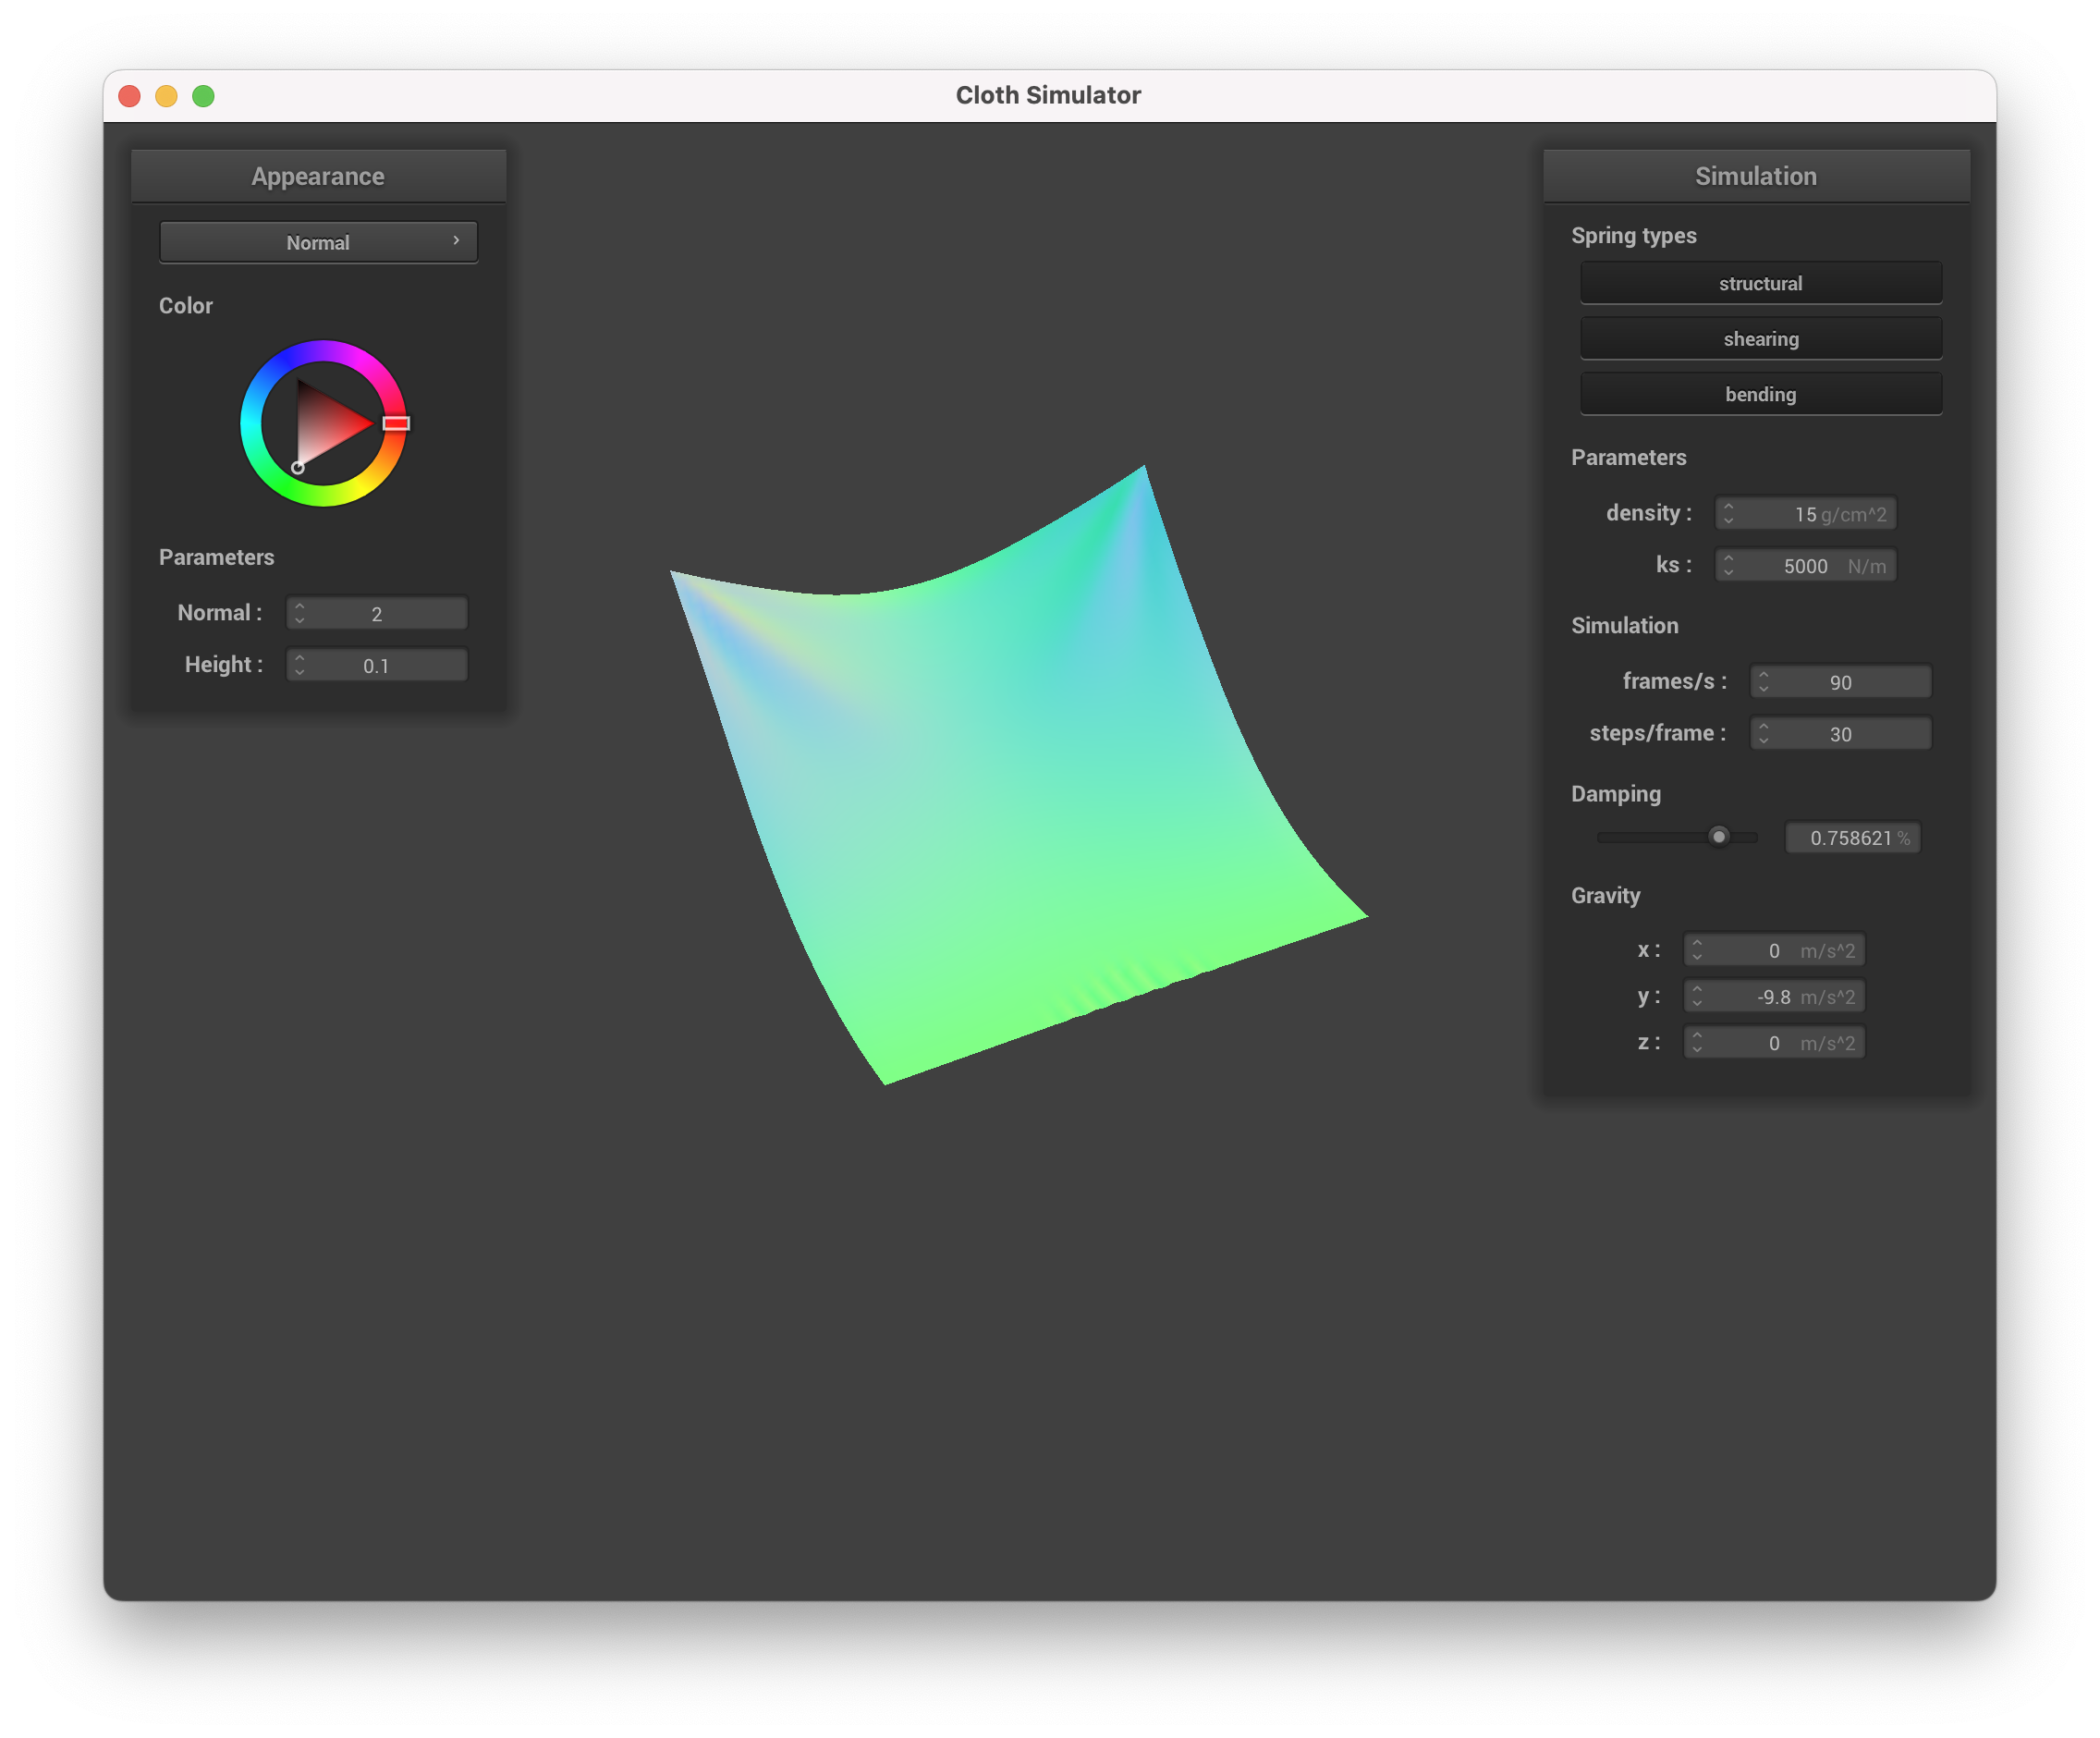 Cloth Simulator
Appearance
Normal
Color
Parameters
Normal : 2
Height : 0.1
Simulation
Spring types
structural
shearing
bending
Parameters
density : 15 g/cm^2
ks : 5000 N/m
Simulation
frames/s : 90
steps/frame : 30
Damping
0.758621 %
Gravity
x : 0 m/s^2
y : -9.8 m/s^2
z : 0 m/s^2